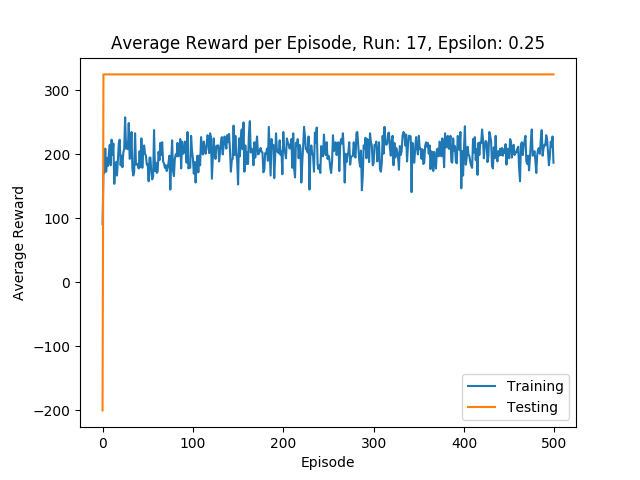 Average Reward per Episode, Run: 17, Epsilon: 0.25
300
200
100
0
−100
−200
Average Reward
0
100
200
300
400
500
Episode
Training
Testing